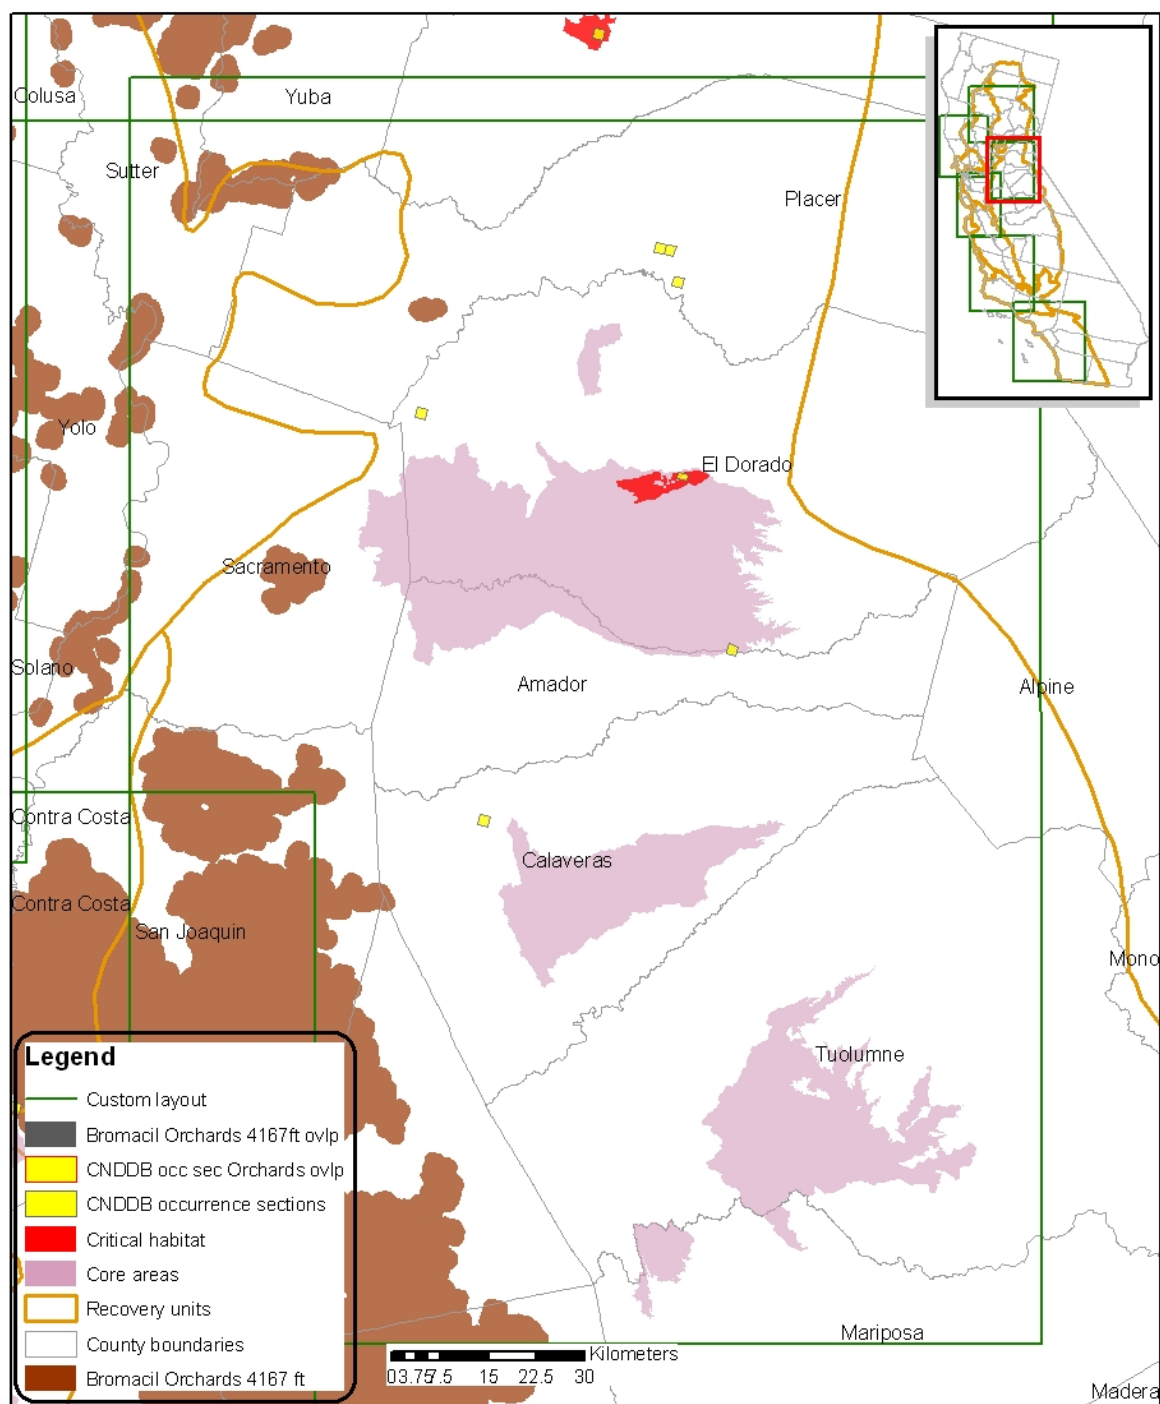 Colusa
Yuba
Sutter
Placer
Yolo
El Dorado
Sacramento
Solano
Amador
Alpine
Contra Costa
Calaveras
Contra Costa
San Joaquin
Mono
Tuolumne
Legend
Custom layout
Bromacil Orchards 4167ft ovlp
CNDDB occ sec Orchards ovlp
CNDDB occurrence sections
Critical habitat
Core areas
Recovery units
County boundaries
Bromacil Orchards 4167 ft
Mariposa
Kilometers
03.757.5 15 22.5 30
Madera